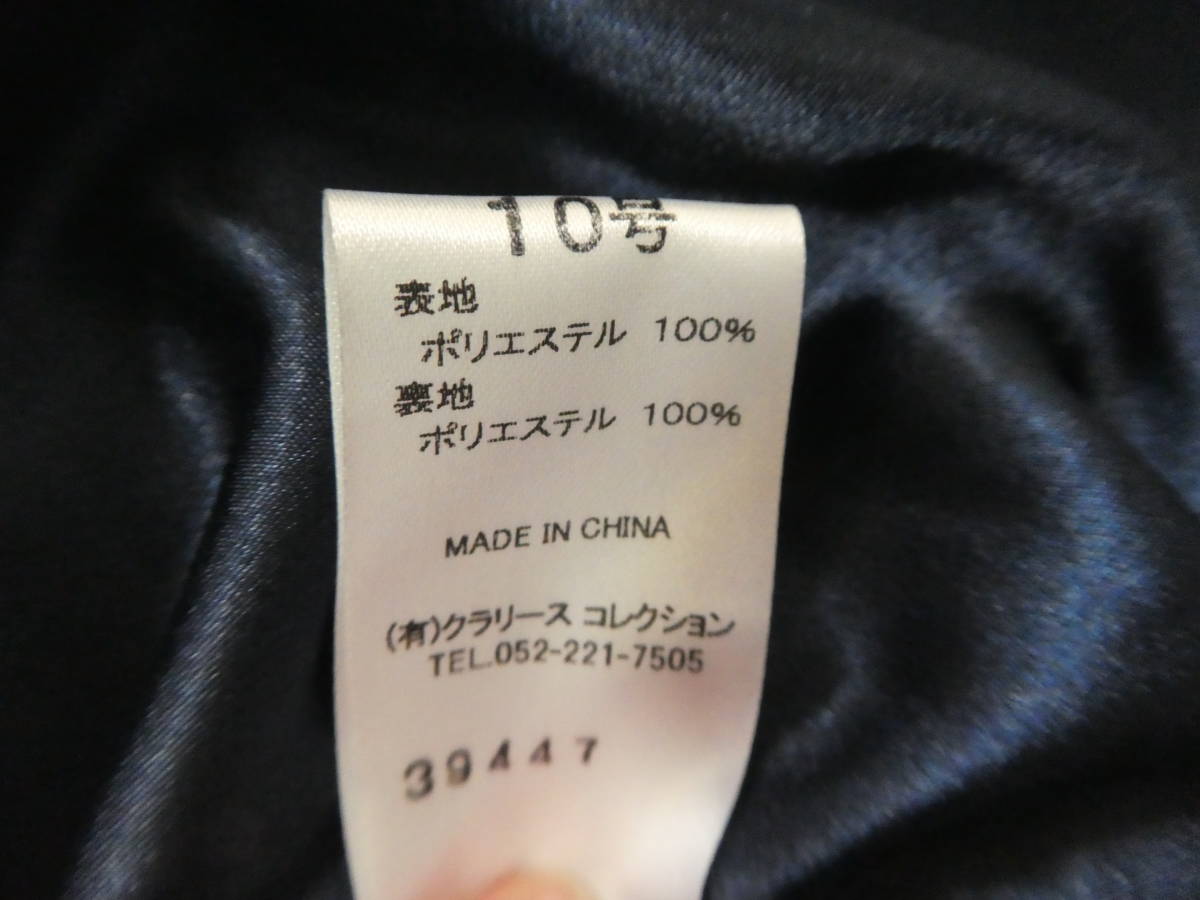 10号
表地
ポリエステル 100%
裏地
ポリエステル 100%
MADE IN CHINA
(有)クラリース コレクション
TEL.052-221-7505
39447